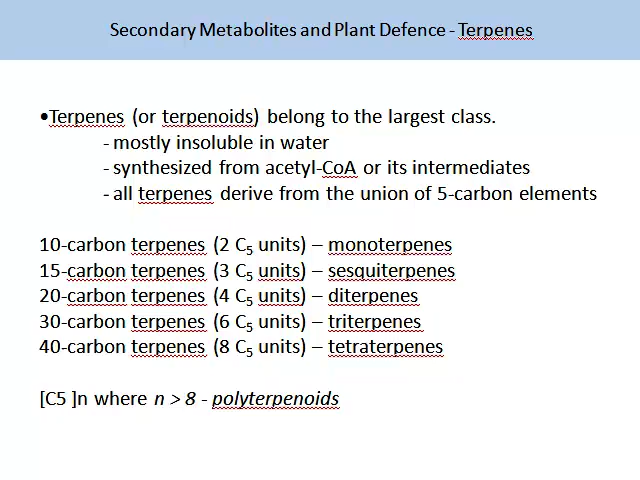 Secondary Metabolites and Plant Defence - Terpenes
•Terpenes (or terpenoids) belong to the largest class.
- mostly insoluble in water
- synthesized from acetyl-CoA or its intermediates
- all terpenes derive from the union of 5-carbon elements
10-carbon terpenes (2 C₅ units) – monoterpenes
15-carbon terpenes (3 C₅ units) – sesquiterpenes
20-carbon terpenes (4 C₅ units) – diterpenes
30-carbon terpenes (6 C₅ units) – triterpenes
40-carbon terpenes (8 C₅ units) – tetraterpenes
[C5 ]n where n > 8 - polyterpenoids